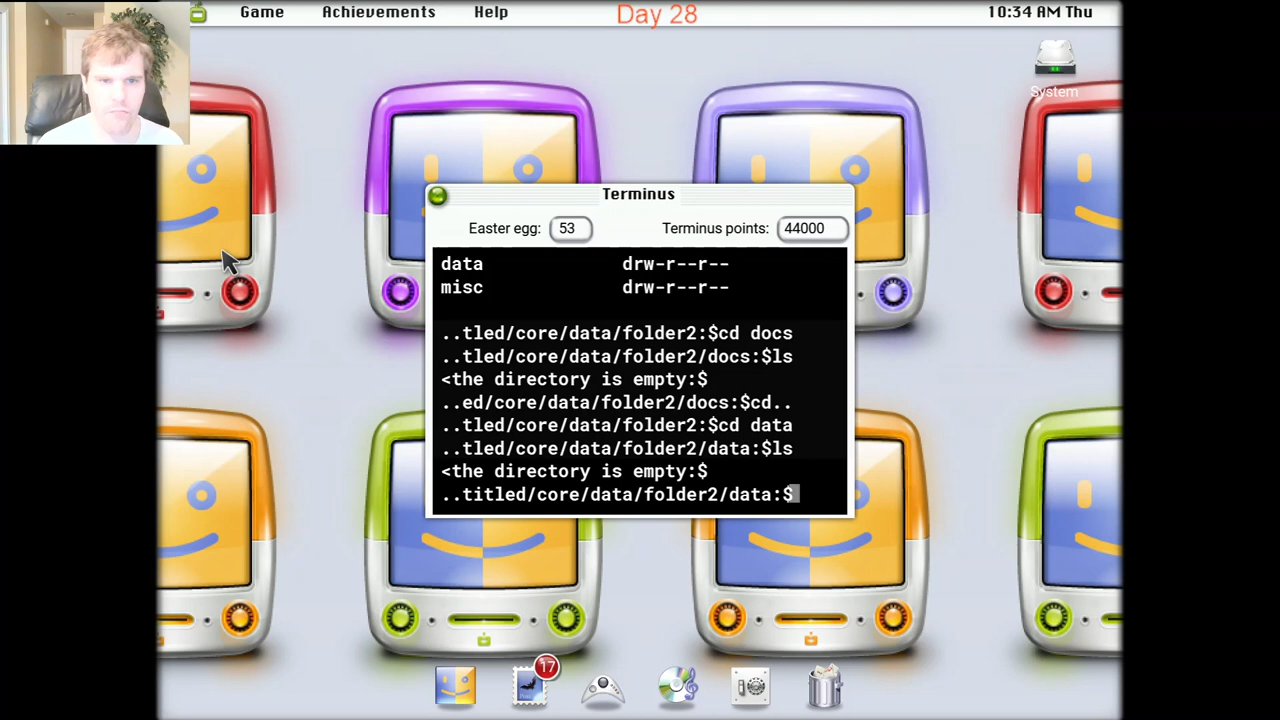 Game Achievements Help Day 28 10:34 AM Thu
System
Terminus
Easter egg: 53 Terminus points: 44000
data drw-r--r--
misc drw-r--r--
..tled/core/data/folder2:$cd docs
..tled/core/data/folder2/docs:$ls
<the directory is empty:$
..ed/core/data/folder2/docs:$cd..
..tled/core/data/folder2:$cd data
..tled/core/data/folder2/data:$ls
<the directory is empty:$
..titled/core/data/folder2/data:$
17